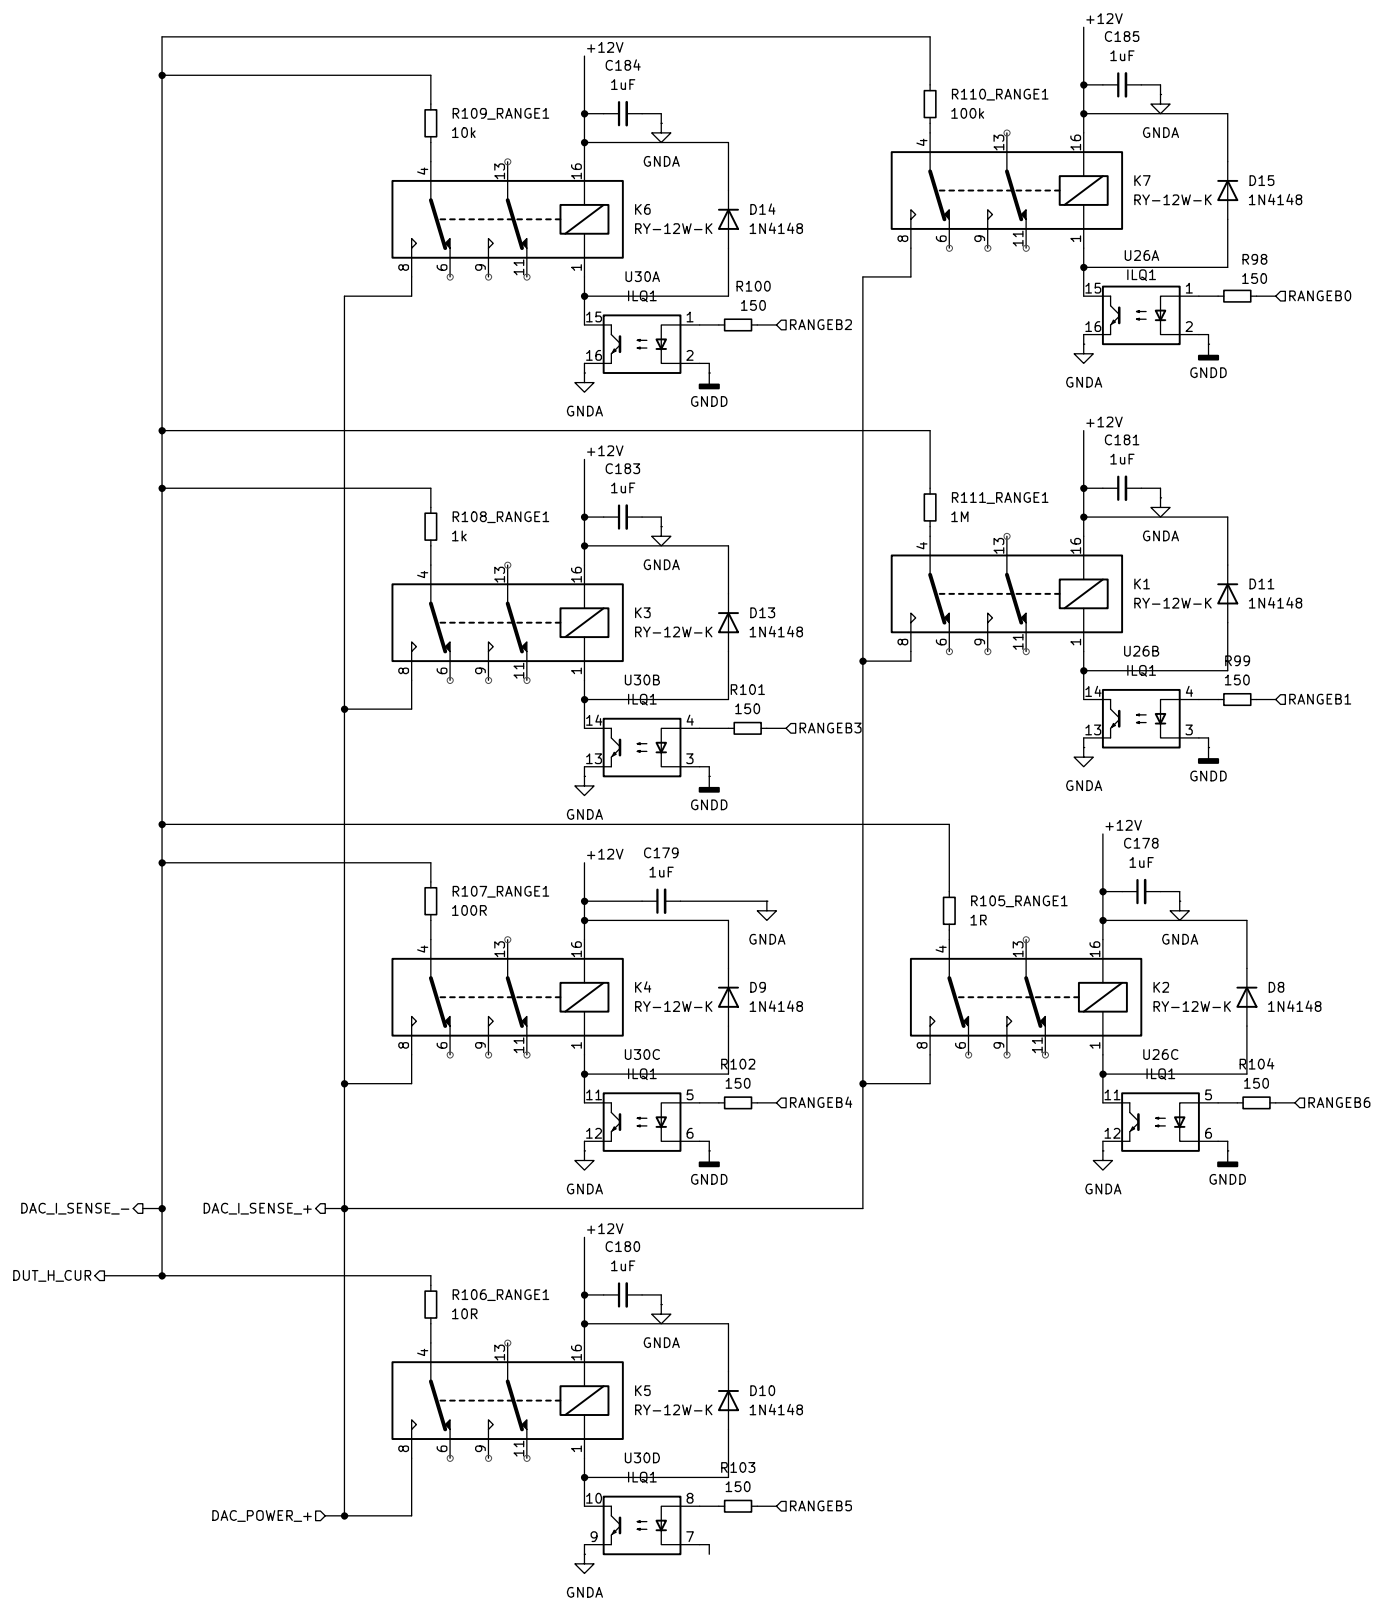 +12V
C184
1uF
R109_RANGE1
10k
GNDA
4
13
16
K6
RY-12W-K
D14
1N4148
8
6
9
11
1
U30A
ILQ1
R100
150
15
1
RANGEB2
16
2
GNDA
GNDD
+12V
C185
1uF
R110_RANGE1
100k
GNDA
4
13
16
K7
RY-12W-K
D15
1N4148
8
6
9
11
1
U26A
ILQ1
R98
150
15
1
RANGEB0
16
2
GNDA
GNDD
+12V
C183
1uF
R108_RANGE1
1k
GNDA
4
13
16
K3
RY-12W-K
D13
1N4148
8
6
9
11
1
U30B
ILQ1
R101
150
14
4
RANGEB3
13
3
GNDA
GNDD
+12V
C181
1uF
R111_RANGE1
1M
GNDA
4
13
16
K1
RY-12W-K
D11
1N4148
8
6
9
11
1
U26B
ILQ1
R99
150
14
4
RANGEB1
13
3
GNDA
GNDD
+12V
C179
1uF
R107_RANGE1
100R
GNDA
4
13
16
K4
RY-12W-K
D9
1N4148
8
6
9
11
1
U30C
ILQ1
R102
150
11
5
RANGEB4
12
6
GNDA
GNDD
+12V
C178
1uF
R105_RANGE1
1R
GNDA
4
13
16
K2
RY-12W-K
D8
1N4148
8
6
9
11
1
U26C
ILQ1
R104
150
11
5
RANGEB6
12
6
GNDA
GNDD
DAC_I_SENSE_-
DAC_I_SENSE_+
DUT_H_CUR
+12V
C180
1uF
R106_RANGE1
10R
GNDA
4
13
16
K5
RY-12W-K
D10
1N4148
8
6
9
11
1
U30D
ILQ1
R103
150
DAC_POWER_+
10
8
RANGEB5
9
7
GNDA